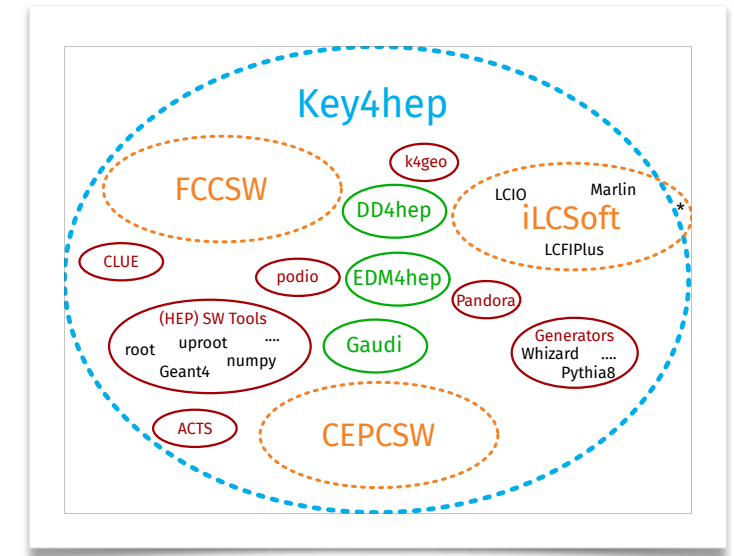 Key4hep
k4geo
FCCSW
DD4hep
LCIO
Marlin
iLCSoft
*
LCFIPlus
CLUE
podio
EDM4hep
Pandora
(HEP) SW Tools
root
uproot
....
Geant4
numpy
Gaudi
Generators
Whizard
....
Pythia8
ACTS
CEPCSW